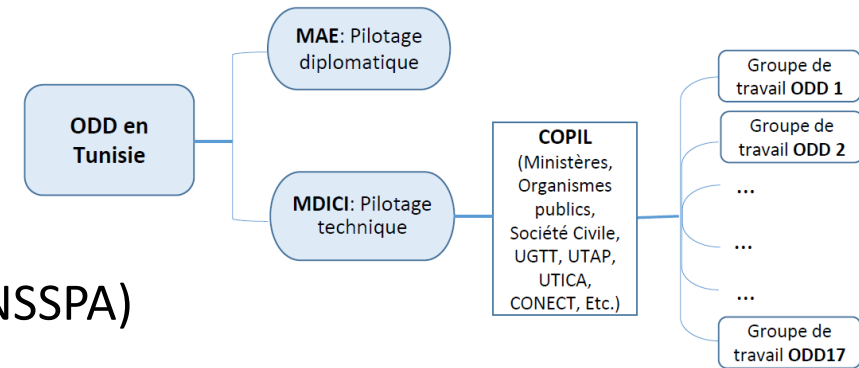 MAE: Pilotage
diplomatique
ODD en
Tunisie
MDICI: Pilotage
technique
COPIL
(Ministères,
Organismes
publics,
Société Civile,
UGTT, UTAP,
UTICA,
CONECT, Etc.)
Groupe de
travail ODD 1
Groupe de
travail ODD 2
...
...
...
Groupe de
travail ODD17
NSSPA)